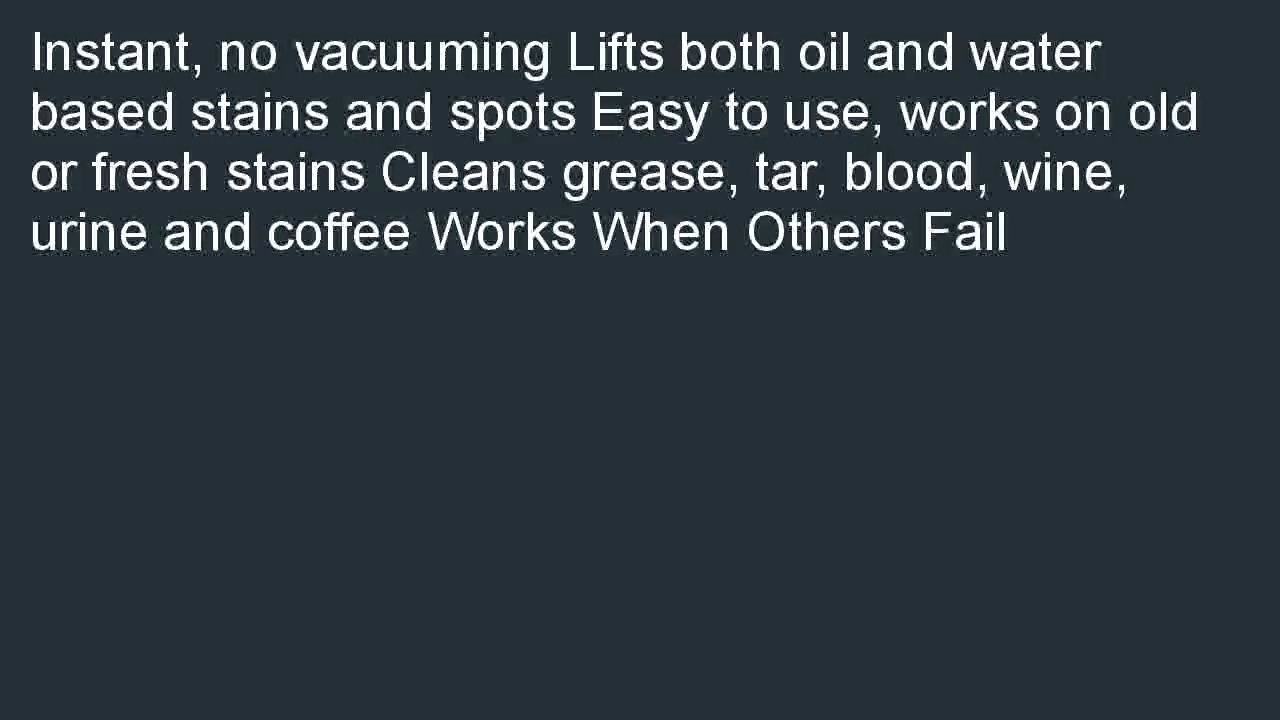 Instant, no vacuuming Lifts both oil and water
based stains and spots Easy to use, works on old
or fresh stains Cleans grease, tar, blood, wine,
urine and coffee Works When Others Fail